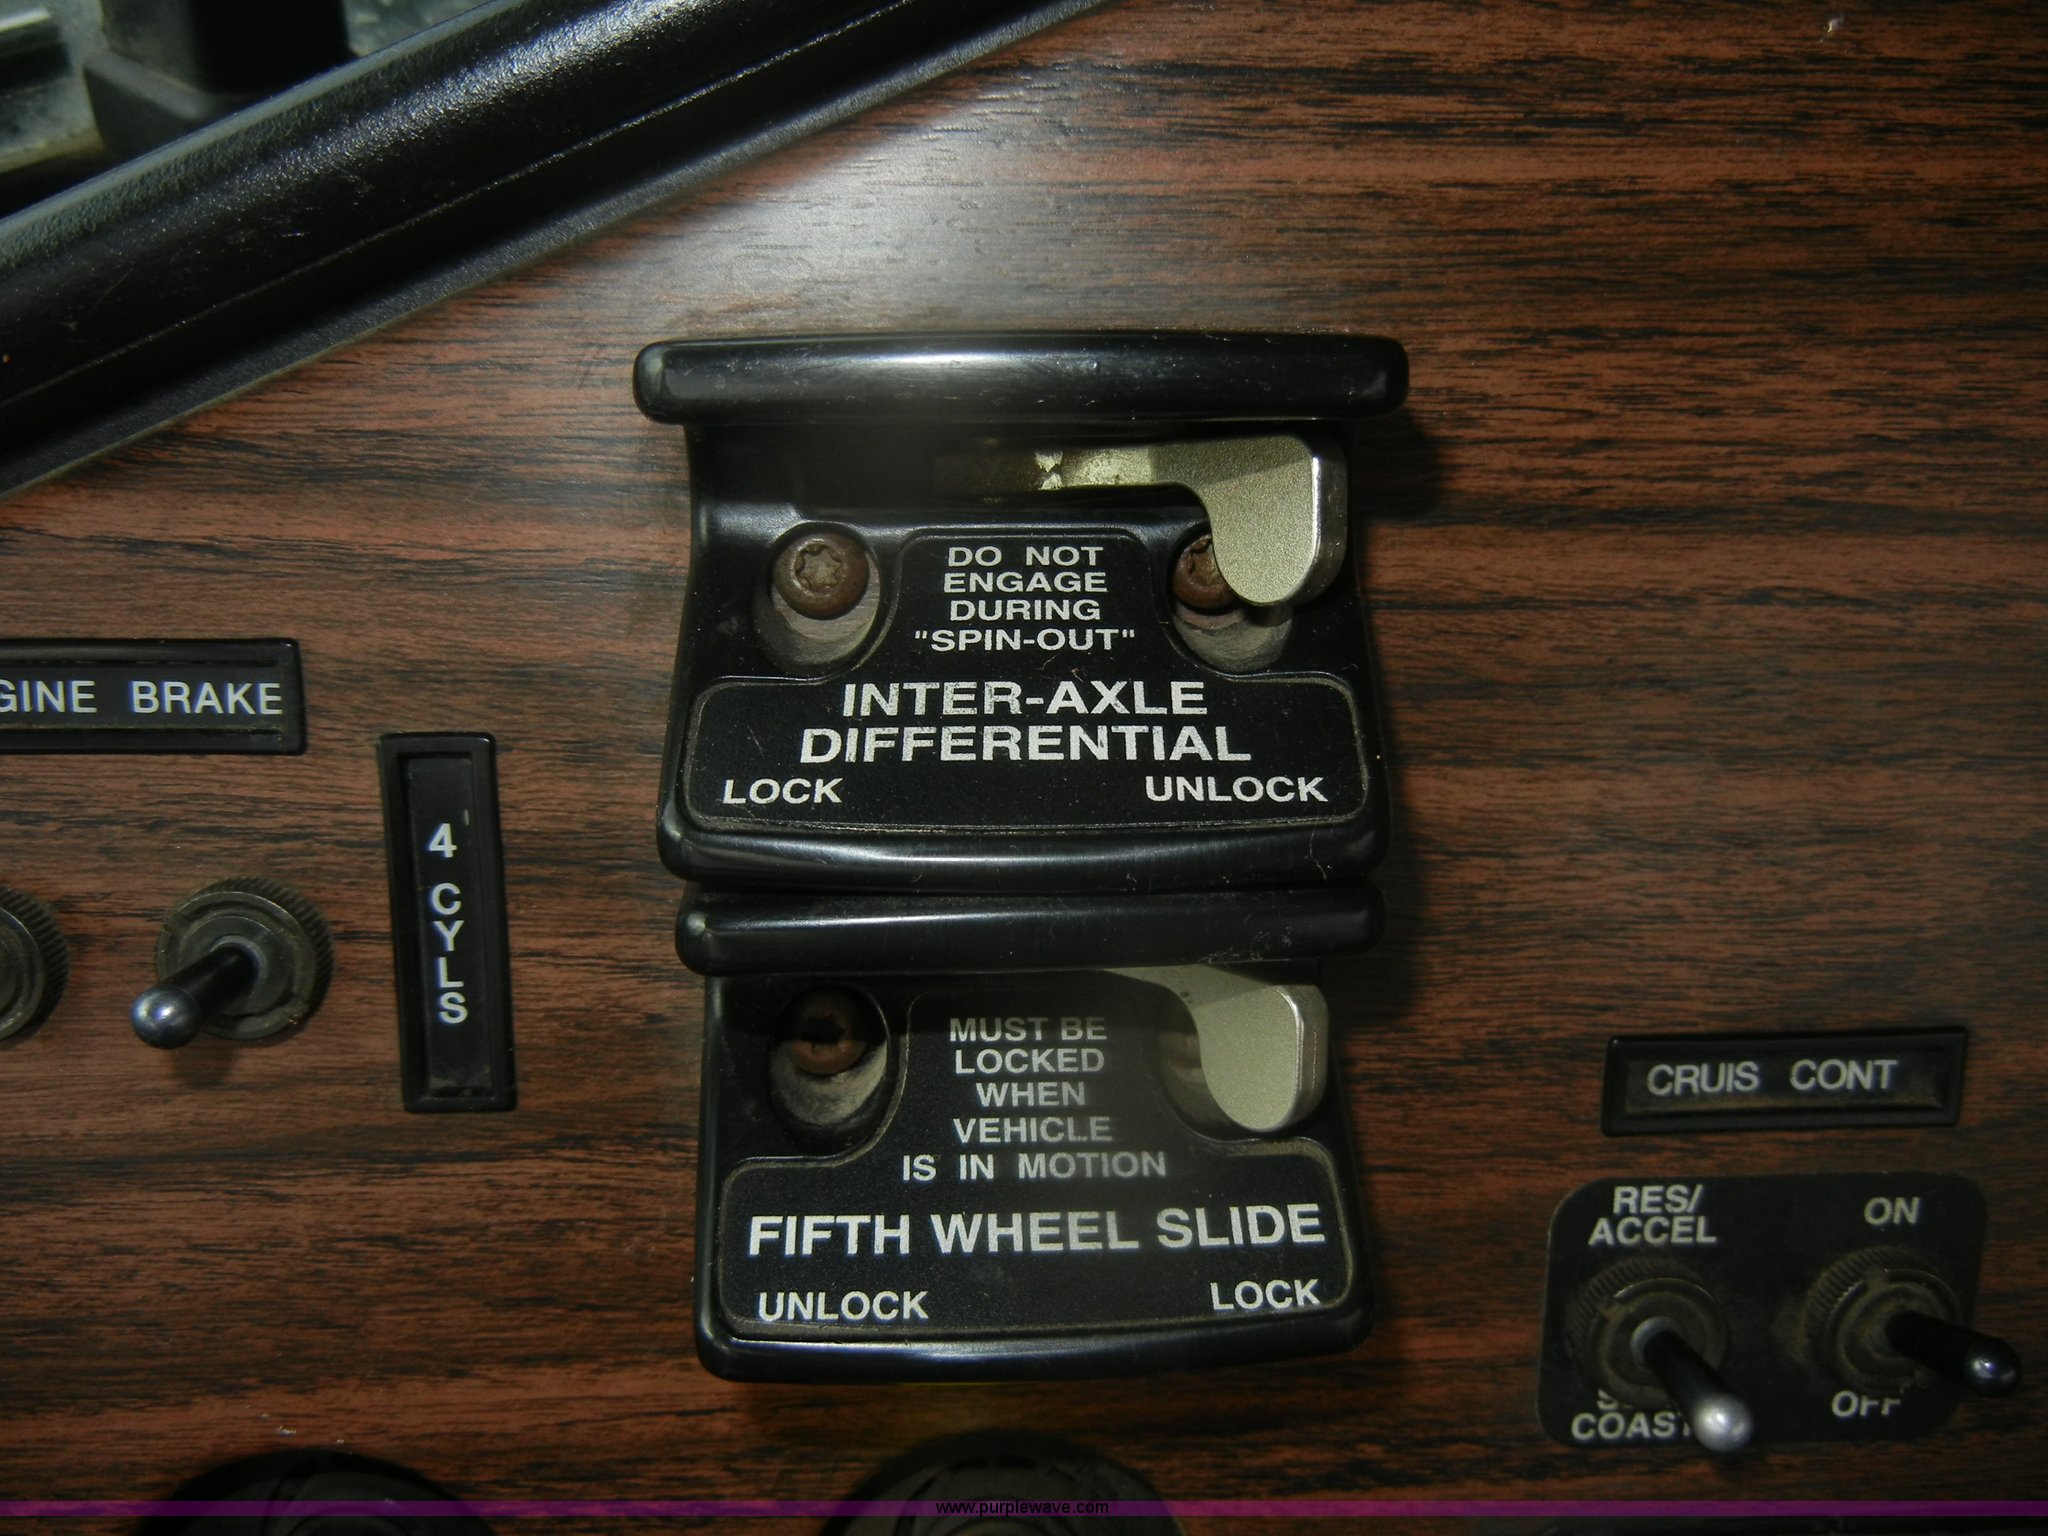 DO NOT
ENGAGE
DURING
"SPIN-OUT"
INTER-AXLE
DIFFERENTIAL
LOCK UNLOCK
GINE BRAKE
4 CYLS
MUST BE
LOCKED
WHEN
VEHICLE
IS IN MOTION
FIFTH WHEEL SLIDE
UNLOCK LOCK
CRUIS CONT
RES/
ACCEL
ON
COAST
OFF
www.purplewave.com